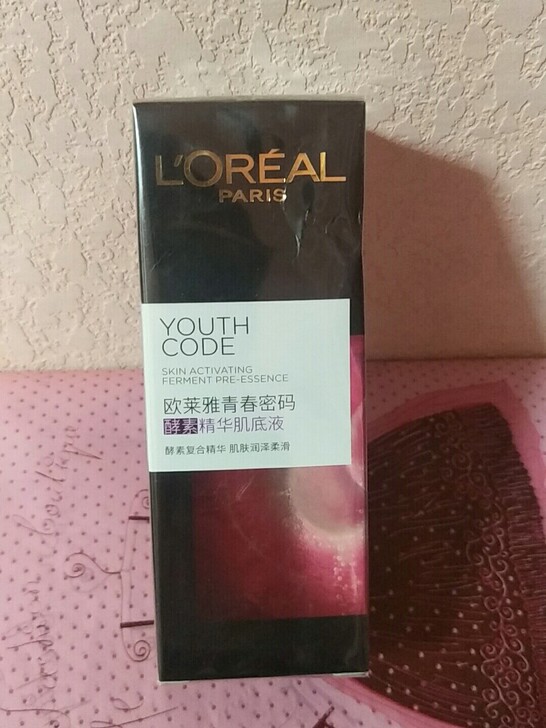 L'ORÉAL
PARIS
YOUTH
CODE
SKIN ACTIVATING
FERMENT PRE-ESSENCE
欧莱雅青春密码
酵素精华肌底液
酵素复合精华 肌肤润泽柔滑